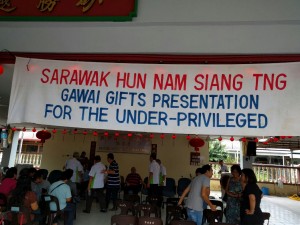 SARAWAK HUN NAM SIANG TNG
GAWAI GIFTS PRESENTATION
FOR THE UNDER-PRIVILEGED